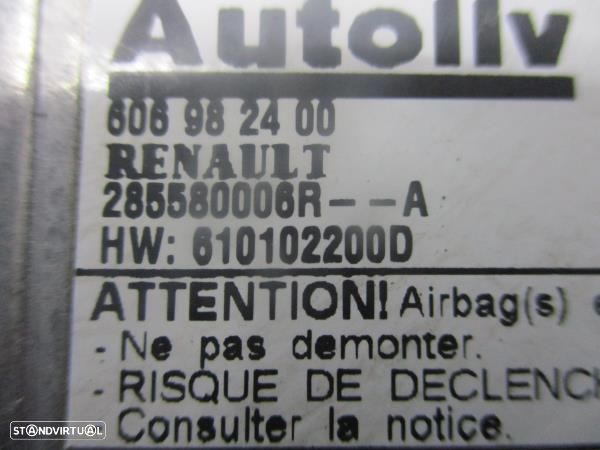 Autoliv
606 98 24 00
RENAULT
285580006R--A
HW: 610102200D
ATTENTION! Airbag(s)
- Ne pas demonter.
- RISQUE DE DECLENCH
Consulter la notice.
STANDVIRTUAL